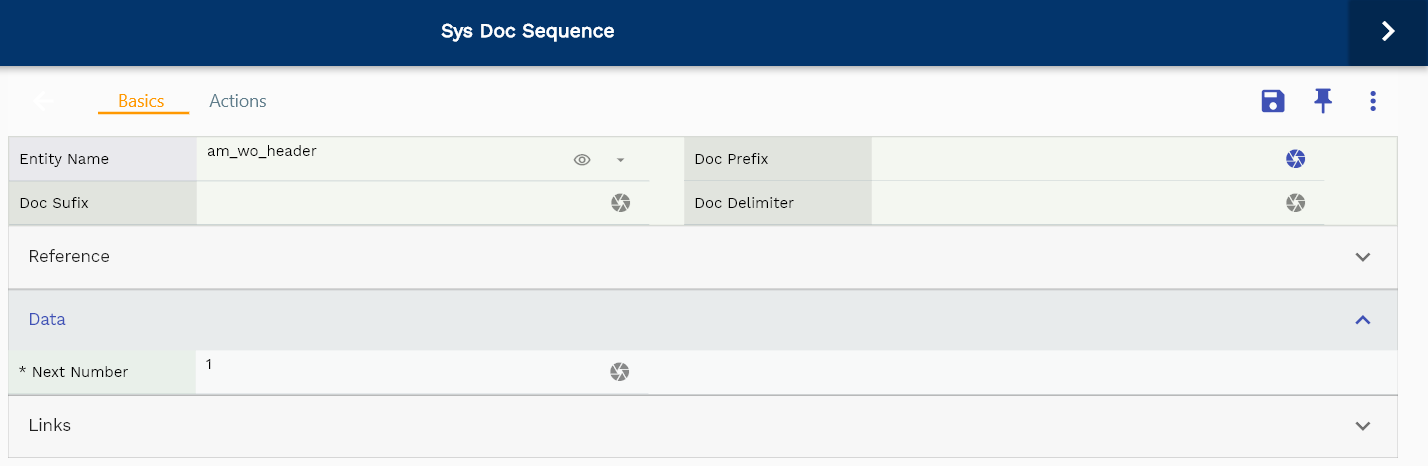 Sys Doc Sequence
Basics Actions
Entity Name am_wo_header Doc Prefix
Doc Sufix Doc Delimiter
Reference
Data
* Next Number 1
Links